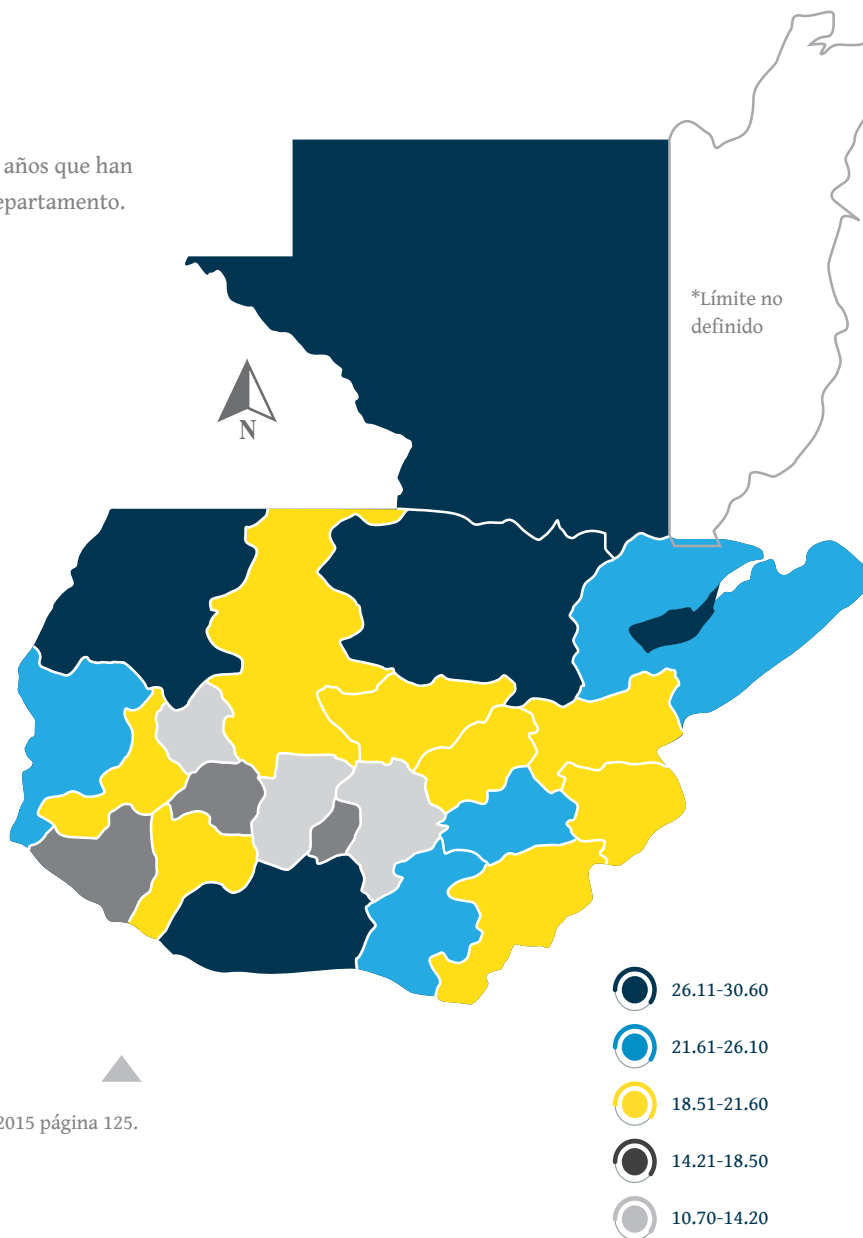 años que han
epartamento.
*Límite no
definido
N
26.11-30.60
21.61-26.10
18.51-21.60
14.21-18.50
2015 página 125.
10.70-14.20